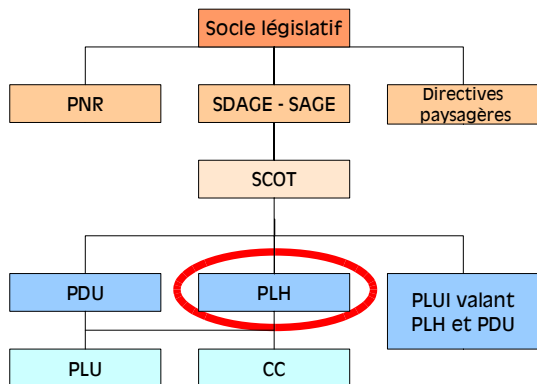 Socle législatif
PNR
SDAGE - SAGE
Directives
paysagères
SCOT
PDU
PLH
PLUI valant
PLH et PDU
PLU
CC